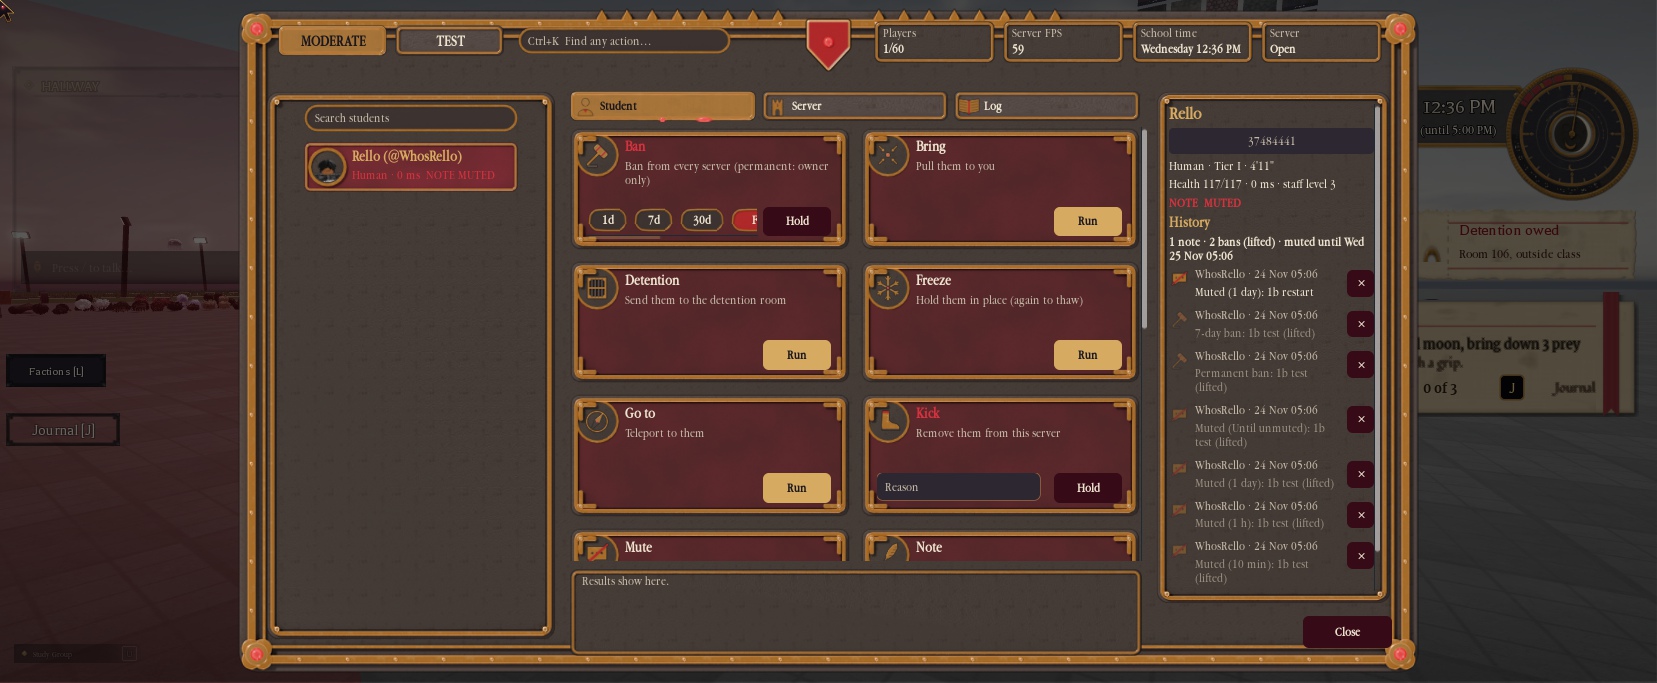 MODERATE
TEST
Ctrl+K Find any action...
Players
1/60
Server FPS
59
School time
Wednesday 12:36 PM
Server
Open
HALLWAY
Search students
Rello (@WhosRello)
Human · 0 ms NOTE MUTED
Student
Server
Log
Ban
Ban from every server (permanent: owner
only)
1d
7d
30d
Hold
Bring
Pull them to you
Run
Detention
Send them to the detention room
Run
Freeze
Hold them in place (again to thaw)
Run
Go to
Teleport to them
Run
Kick
Remove them from this server
Reason
Hold
Mute
Note
Results show here.
Rello
37484441
Human · Tier I · 4'11"
Health 117/117 · 0 ms · staff level 3
NOTE MUTED
History
1 note · 2 bans (lifted) · muted until Wed
25 Nov 05:06
WhosRello · 24 Nov 05:06
Muted (1 day): 1b restart
×
WhosRello · 24 Nov 05:06
7-day ban: 1b test (lifted)
×
WhosRello · 24 Nov 05:06
Permanent ban: 1b test
(lifted)
×
WhosRello · 24 Nov 05:06
Muted (Until unmuted): 1b
test (lifted)
×
WhosRello · 24 Nov 05:06
Muted (1 day): 1b test (lifted)
×
WhosRello · 24 Nov 05:06
Muted (1 h): 1b test (lifted)
×
WhosRello · 24 Nov 05:06
Muted (10 min): 1b test
(lifted)
×
Close
12:36 PM
(until 5:00 PM)
Detention owed
Room 106, outside class
moon, bring down 3 prey
a grip.
0 of 3
J
Journal
Press · to talk
Factions [L]
Journal [J]
Study Group